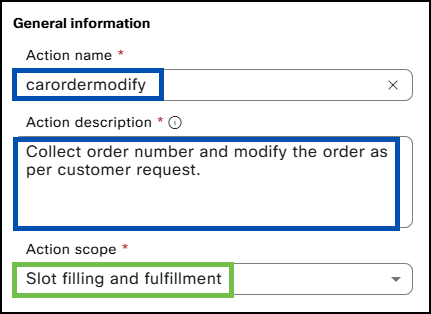 General information
Action name *
carordermodify
Action description *
Collect order number and modify the order as
per customer request.
Action scope *
Slot filling and fulfillment